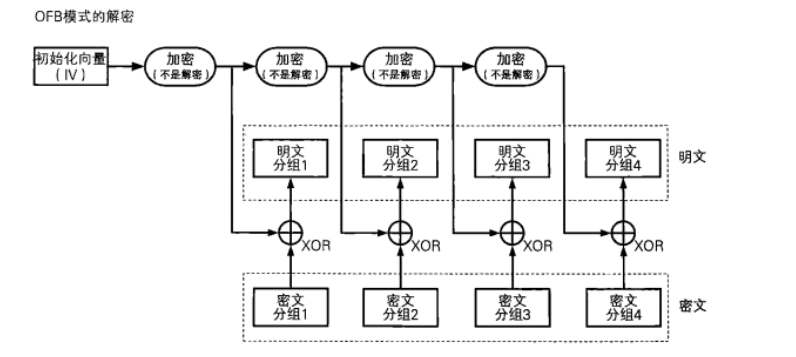 OFB模式的解密
初始化向量
(IV)
加密
(不是解密)
加密
(不是解密)
加密
(不是解密)
加密
(不是解密)
明文
分组1
明文
分组2
明文
分组3
明文
分组4
明文
XOR
XOR
XOR
XOR
密文
分组1
密文
分组2
密文
分组3
密文
分组4
密文